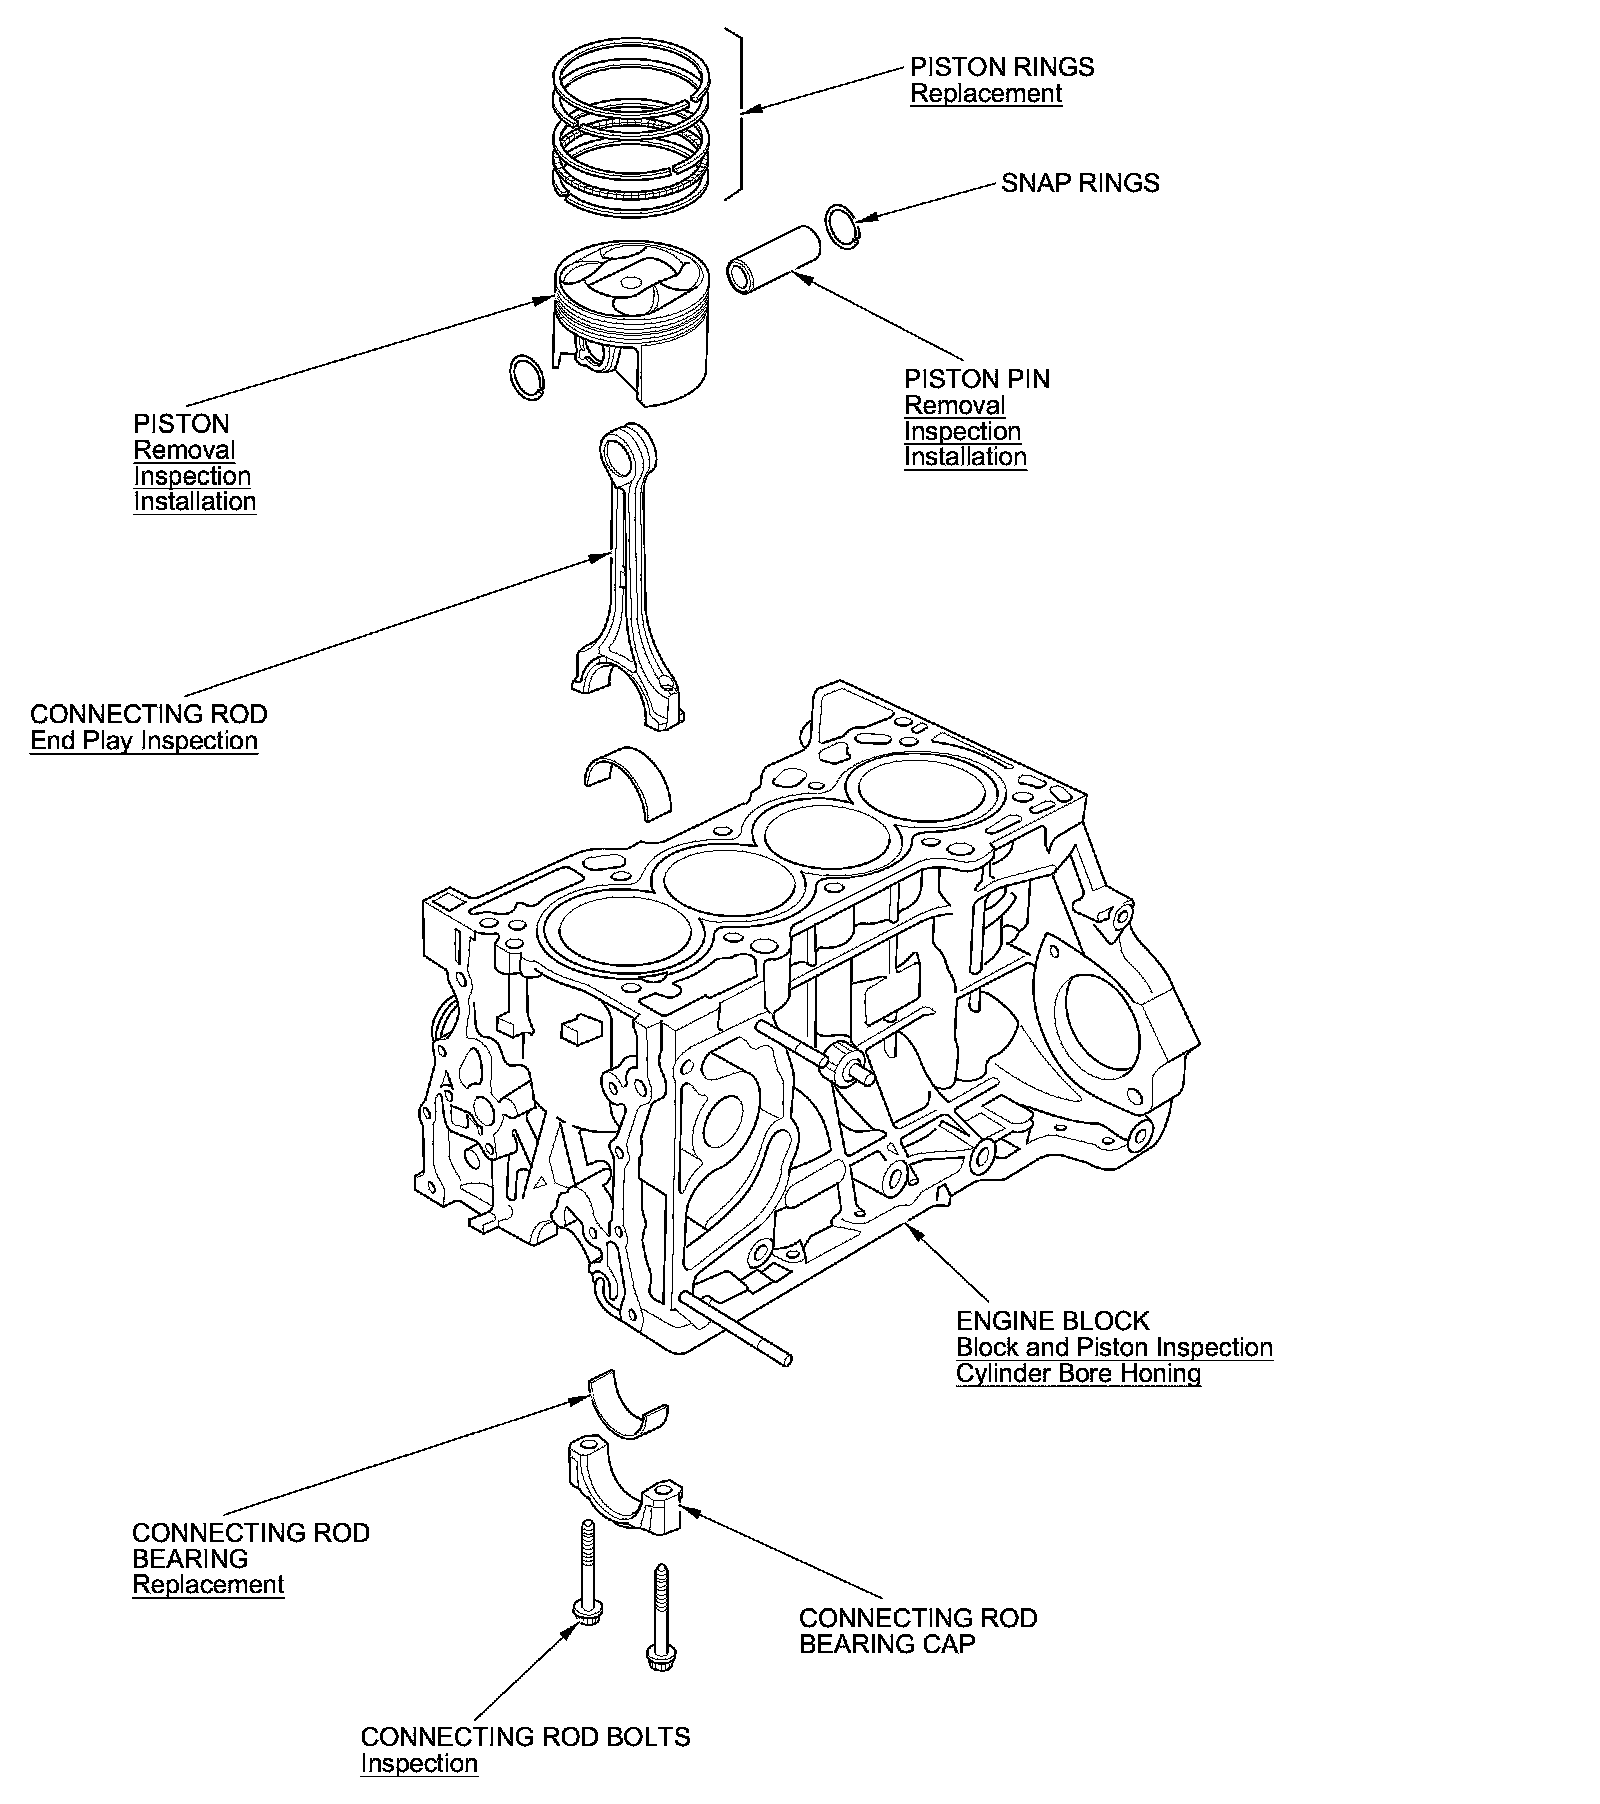 PISTON RINGS
Replacement
SNAP RINGS
PISTON PIN
Removal
Inspection
Installation
PISTON
Removal
Inspection
Installation
CONNECTING ROD
End Play Inspection
ENGINE BLOCK
Block and Piston Inspection
Cylinder Bore Honing
CONNECTING ROD
BEARING
Replacement
CONNECTING ROD
BEARING CAP
CONNECTING ROD BOLTS
Inspection